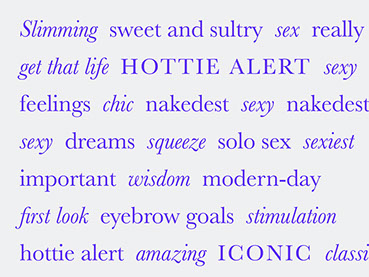 Slimming sweet and sultry sex really
get that life HOTTIE ALERT sexy
feelings chic nakedest sexy nakedest
sexy dreams squeeze solo sex sexiest
important wisdom modern-day
first look eyebrow goals stimulation
hottie alert amazing ICONIC classi